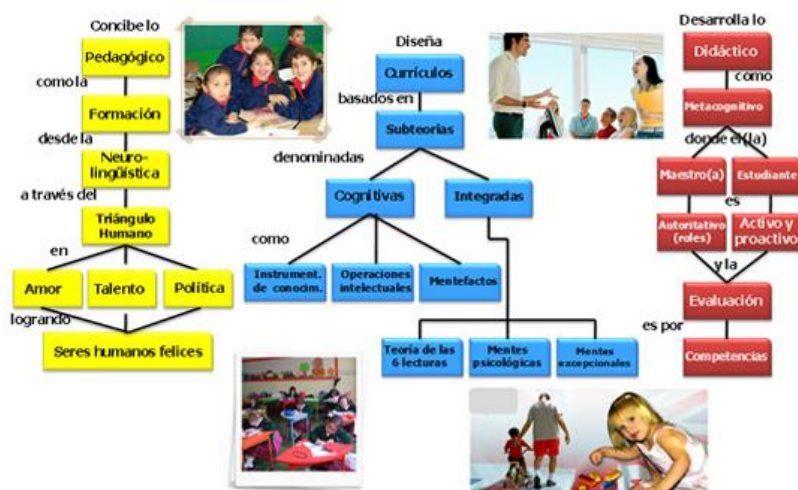 Concibe lo
Pedagógico
como la
Formación
desde la
Neuro-
lingüística
a través del
Triángulo
Humano
en
Amor
Talento
Política
logrando
Seres humanos felices
Diseña
Currículos
basados en
Subteorias
denominadas
Cognitivas
Integradas
como
Instrument.
de conocim.
Operaciones
intelectuales
Mentefactos
Teoría de las
6 lecturas
Mentes
psicológicas
Mentes
excepcionales
Desarrolla lo
Didáctico
como
Metacognitivo
donde el(la)
Maestro(a)
Estudiante
es
Autoritativo
(roles)
Activo y
proactivo
y la
Evaluación
es por
Competencias